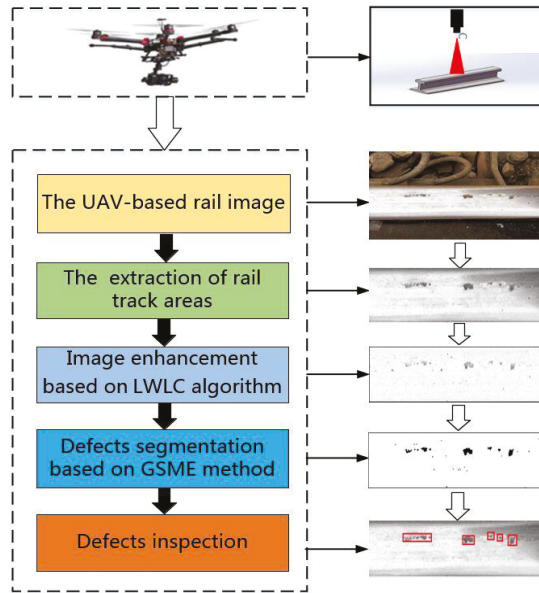 The UAV-based rail image
The extraction of rail
track areas
Image enhancement
based on LWLC algorithm
Defects segmentation
based on GSME method
Defects inspection